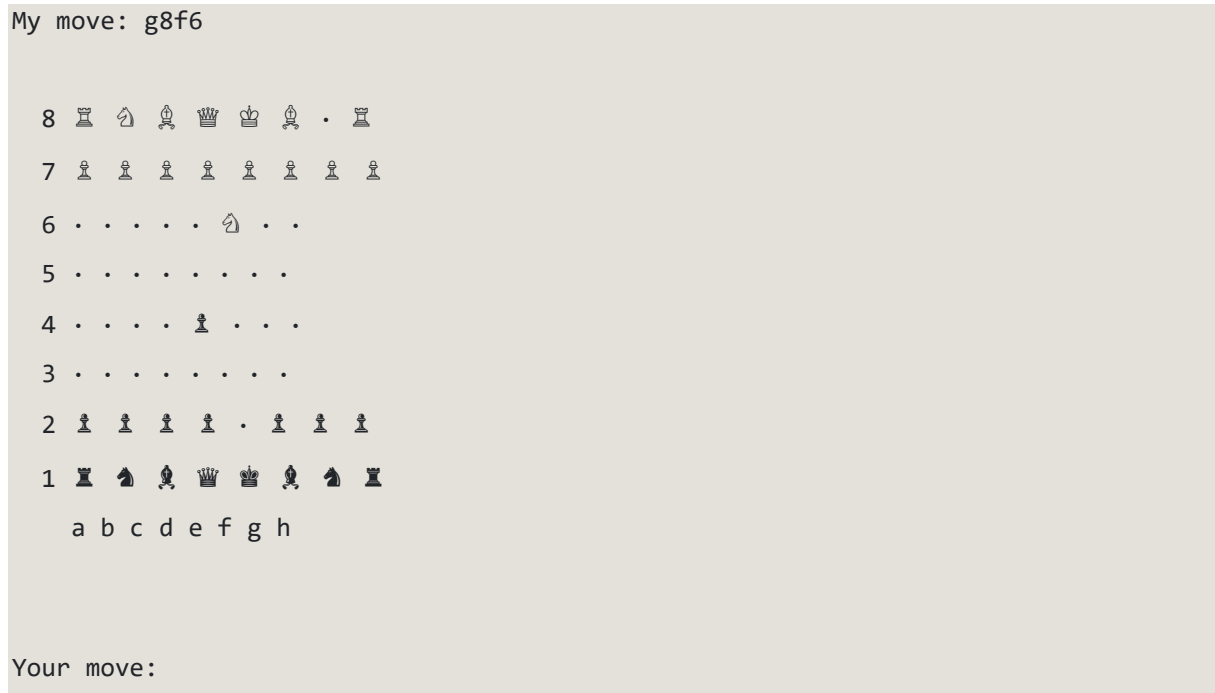 My move: g8f6
8 ♖ ♘ ♗ ♕ ♔ ♗ · ♖
7 ♙ ♙ ♙ ♙ ♙ ♙ ♙ ♙
6 · · · · · ♘ · ·
5 · · · · · · · ·
4 · · · · ♟ · · ·
3 · · · · · · · ·
2 ♟ ♟ ♟ ♟ · ♟ ♟ ♟
1 ♜ ♞ ♝ ♛ ♚ ♝ ♞ ♜
a b c d e f g h
Your move: